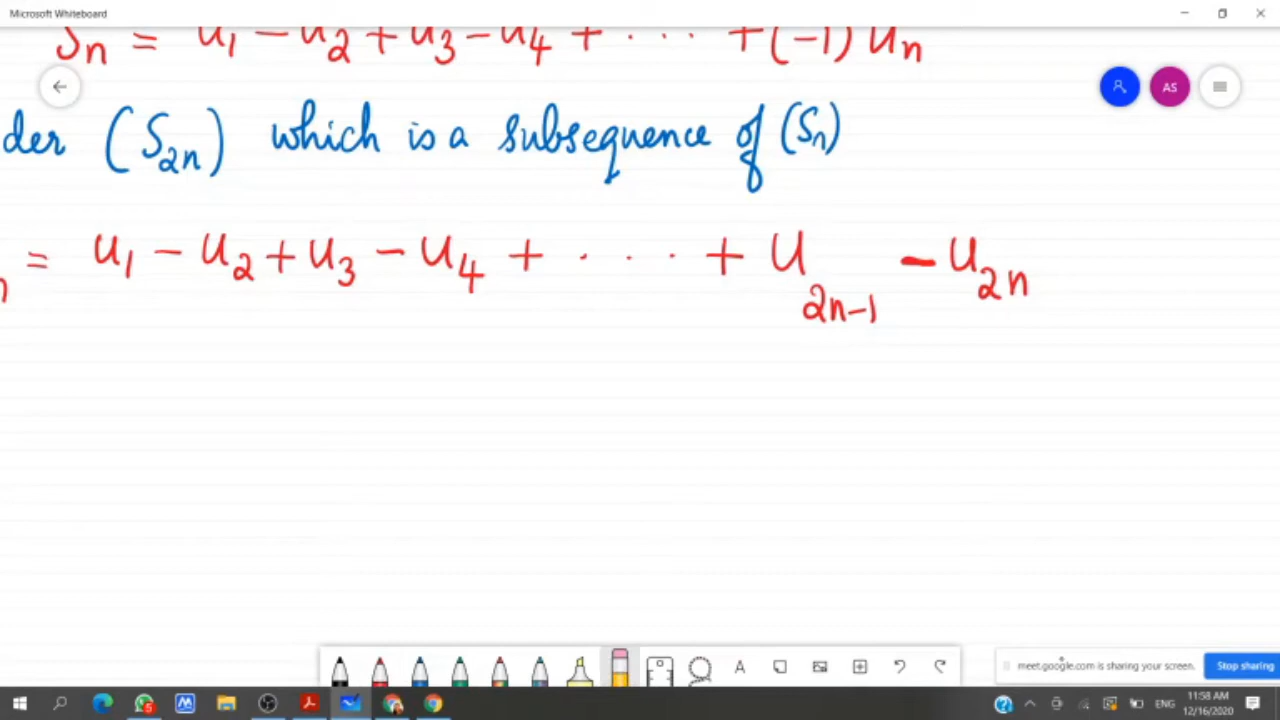 Microsoft Whiteboard
Sn = u1 - u2 + u3 - u4 + ... + (-1) un
AS
der (S2n) which is a subsequence of (Sn)
n = u1 - u2 + u3 - u4 + .... + u2n-1 - u2n
A
meet.google.com is sharing your screen.
Stop sharing
ENG
11:58 AM
12/16/2020